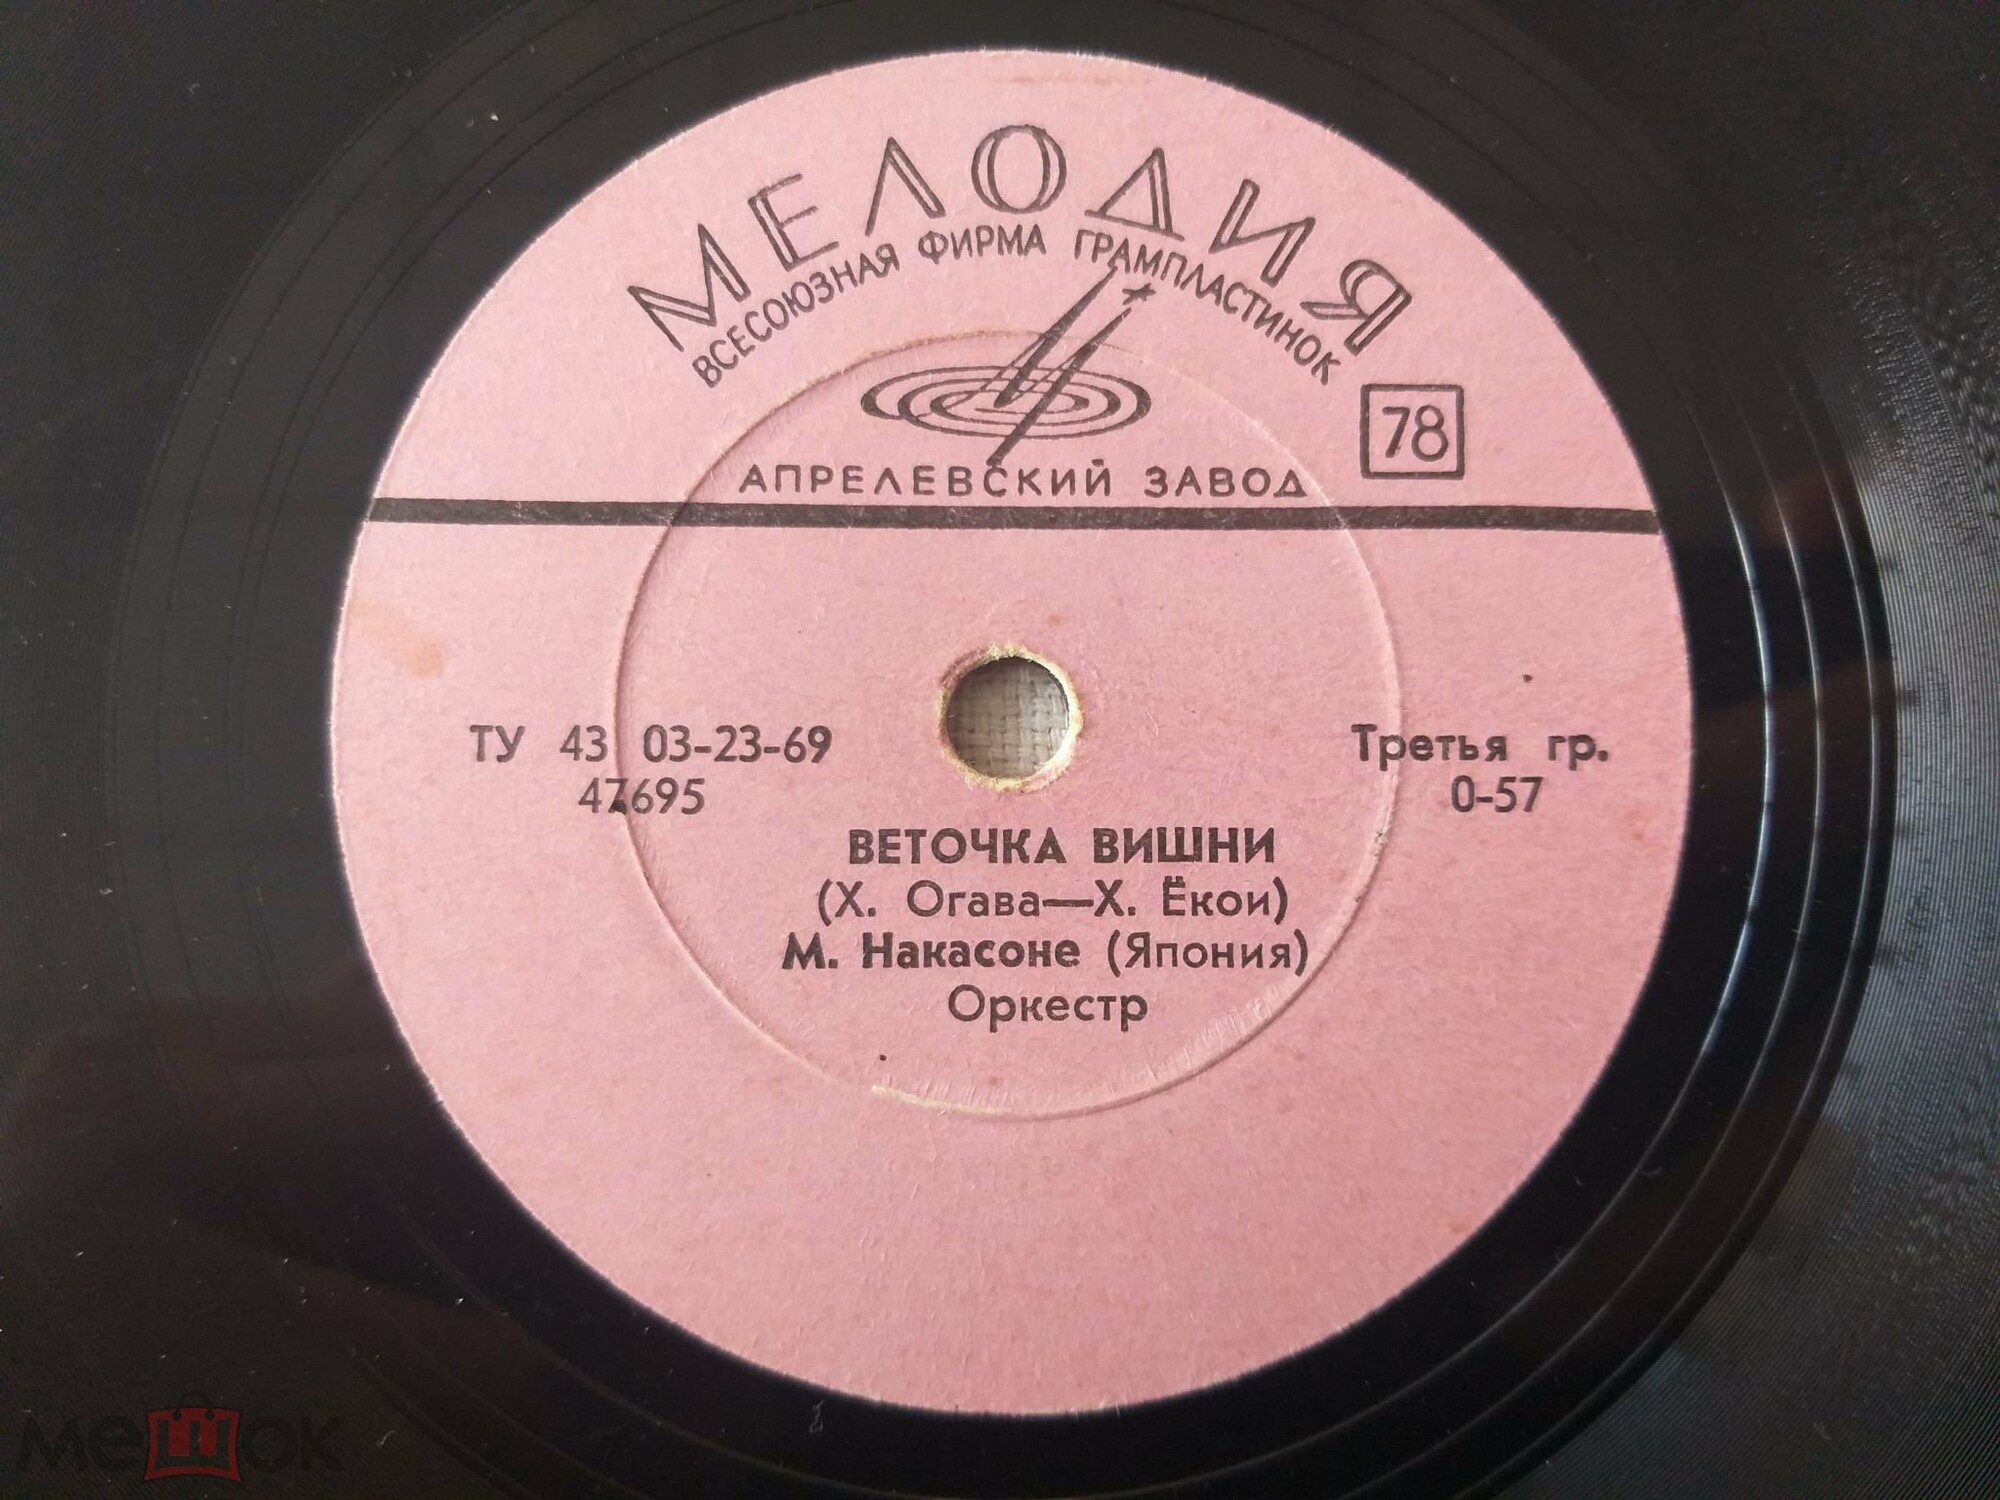 МЕЛОДИЯ
ВСЕСОЮЗНАЯ ФИРМА ГРАМПЛАСТИНОК
78
АПРЕЛЕВСКИЙ ЗАВОД
ТУ 43 03-23-69
47695
Третья гр.
0-57
ВЕТОЧКА ВИШНИ
(Х. Огава—Х. Ёкои)
М. Накасоне (Япония)
Оркестр
мешок